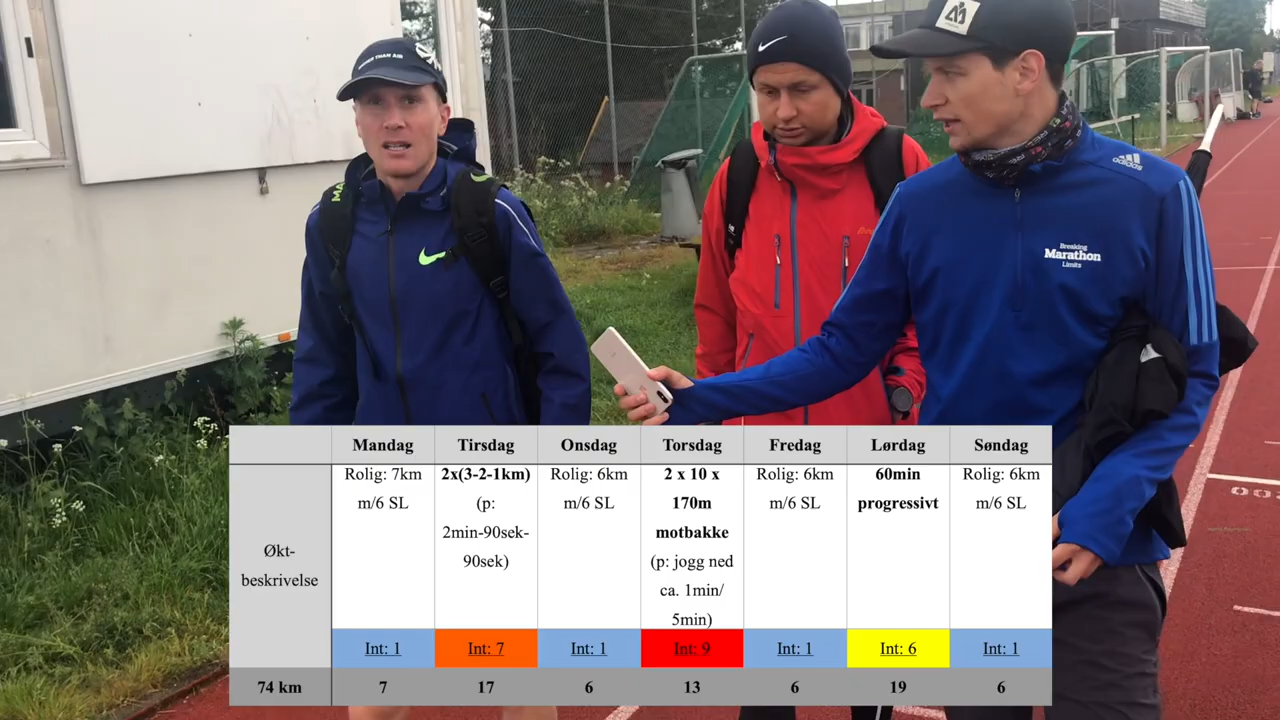 adidas
Breaking
Marathon
Limits
Mandag Tirsdag Onsdag Torsdag Fredag Lørdag Søndag
Økt-
beskrivelse
Rolig: 7km
m/6 SL
2x(3-2-1km)
(p:
2min-90sek-
90sek)
Rolig: 6km
m/6 SL
2 x 10 x
170m
motbakke
(p: jogg ned
ca. 1min/
5min)
Rolig: 6km
m/6 SL
60min
progressivt
Rolig: 6km
m/6 SL
Int: 1 Int: 7 Int: 1 Int: 9 Int: 1 Int: 6 Int: 1
74 km 7 17 6 13 6 19 6